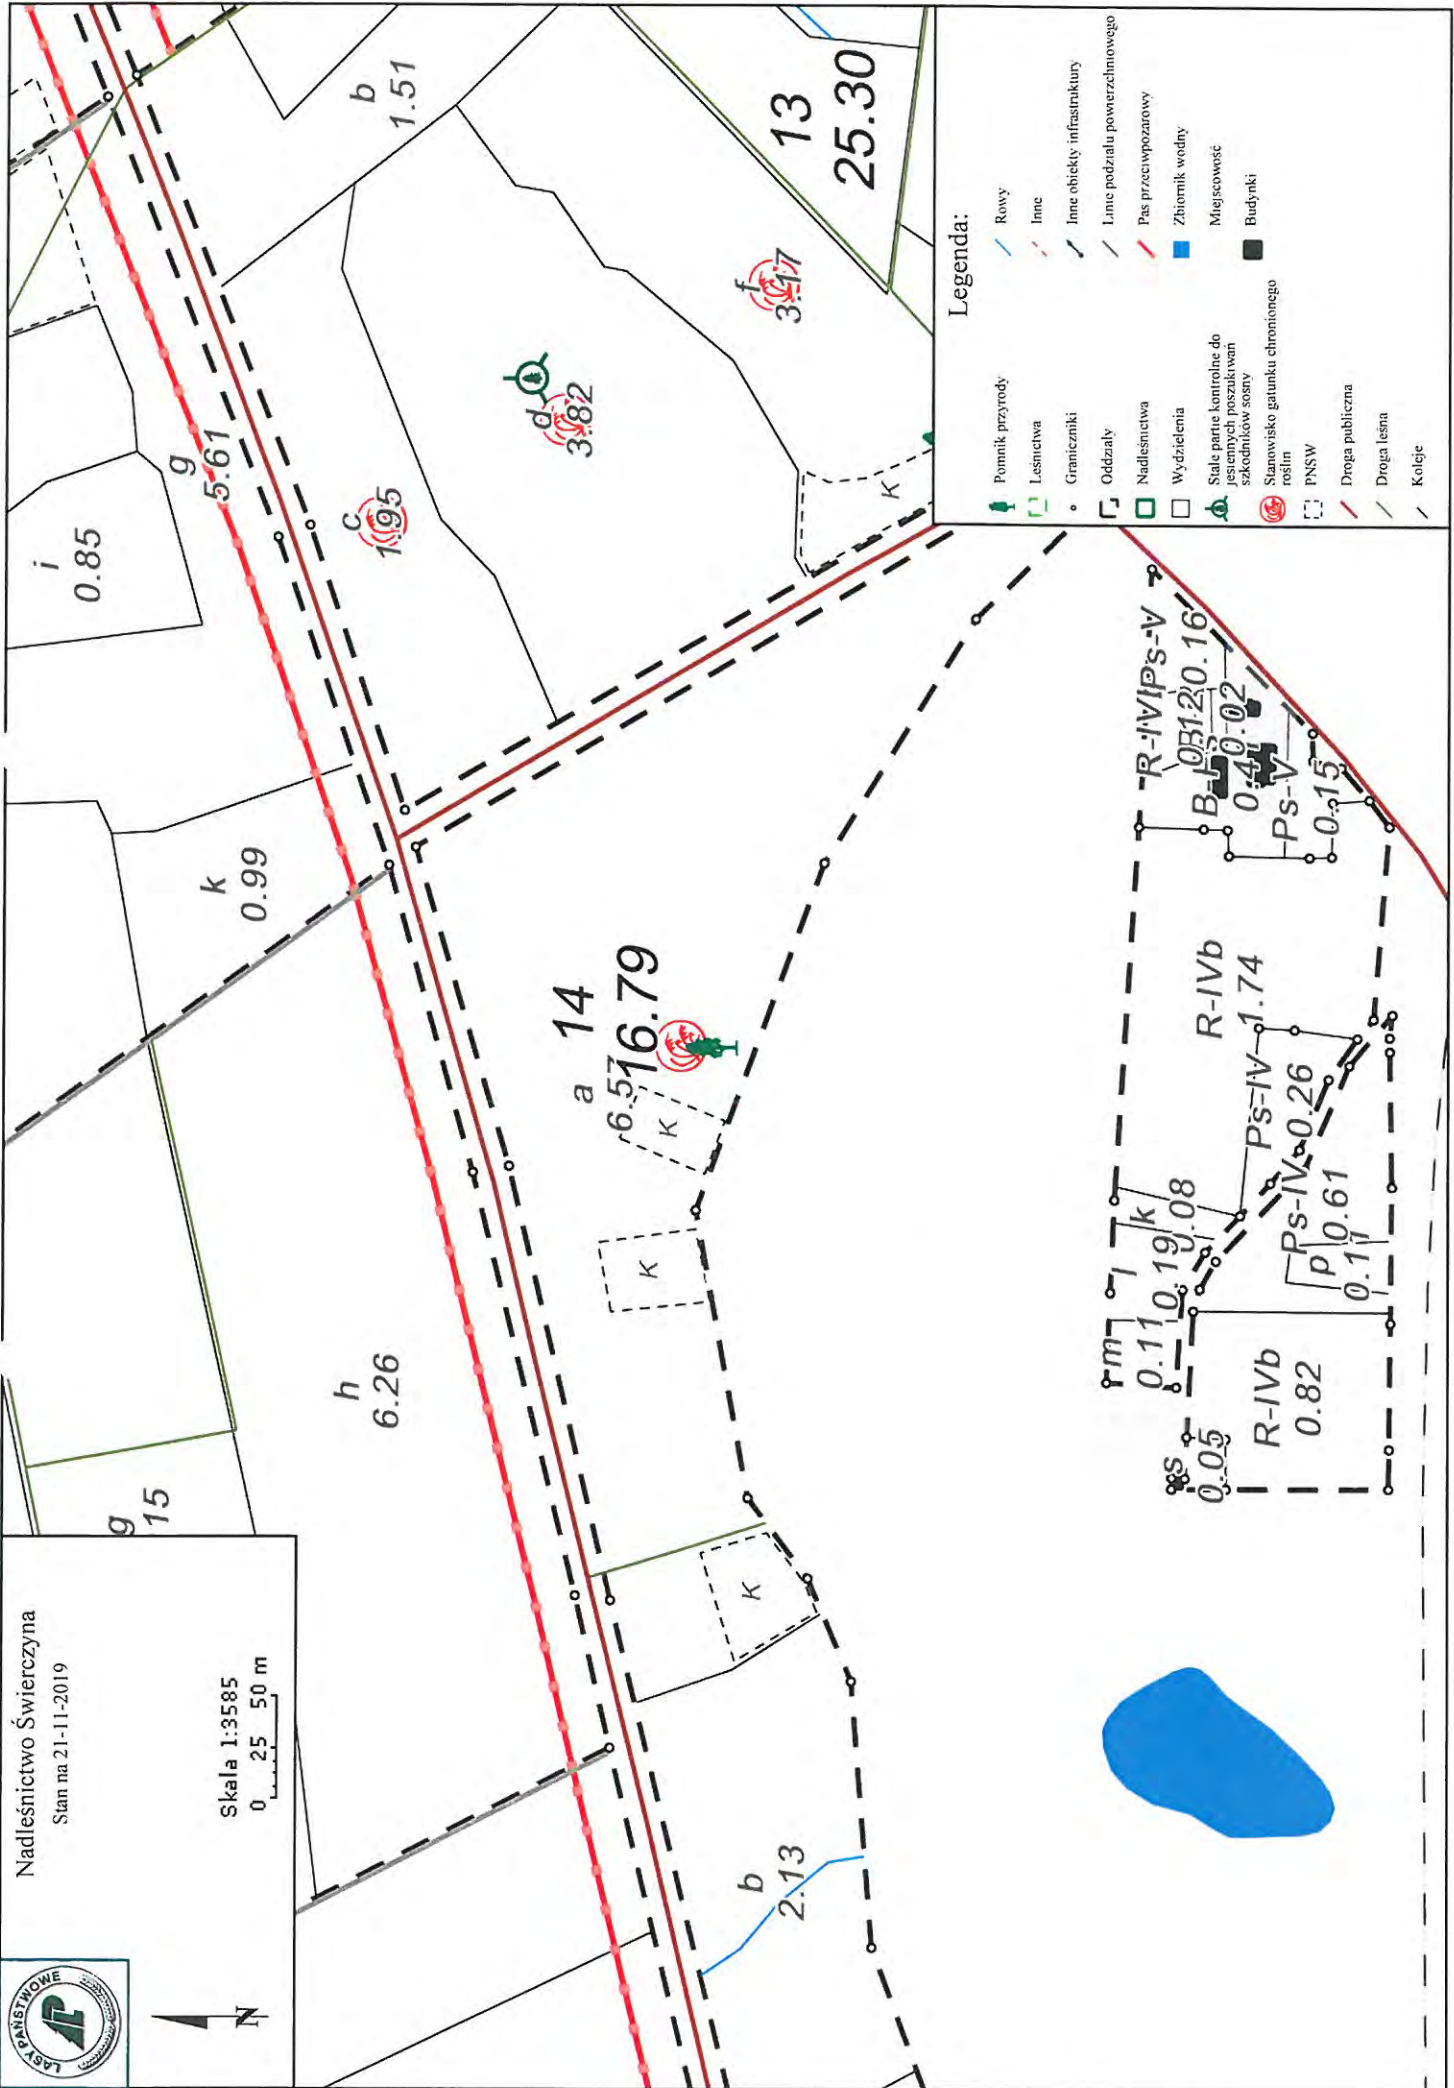 Nadleśnictwo Świerczyna
Stan na 21-11-2019
Skala 1:3585
0 25 50 m
LASY PAŃSTWOWE
N
g
15
h
6.26
k
0.99
i
0.85
g
5.61
b
1.51
c
1.95
d
3.82
f
3.17
13
25.30
14
16.79
a
6.57
K
K
K
K
b
2.13
R-IVb
1.74
R-IVb
0.82
Ps-IV
0.26
Ps-IV
0.61
p
0.11
k
0.08
l
0.19
m
0.11
s
0.05
R-IV
Ps-V
0.16
0.02
Ps-V
0.15
Legenda:
Pomnik przyrody
Leśnictwa
Graniczniki
Oddziały
Nadleśnictwa
Wydzielenia
Stałe partie kontrolne do
jesiennych poszukiwań
szkodników sosny
Stanowisko gatunku chronionego
roślin
PNSW
Droga publiczna
Droga leśna
Koleje
Rowy
Inne
Inne obiekty infrastruktury
Linie podziału powierzchniowego
Pas przeciwpożarowy
Zbiornik wodny
Miejscowość
Budynki